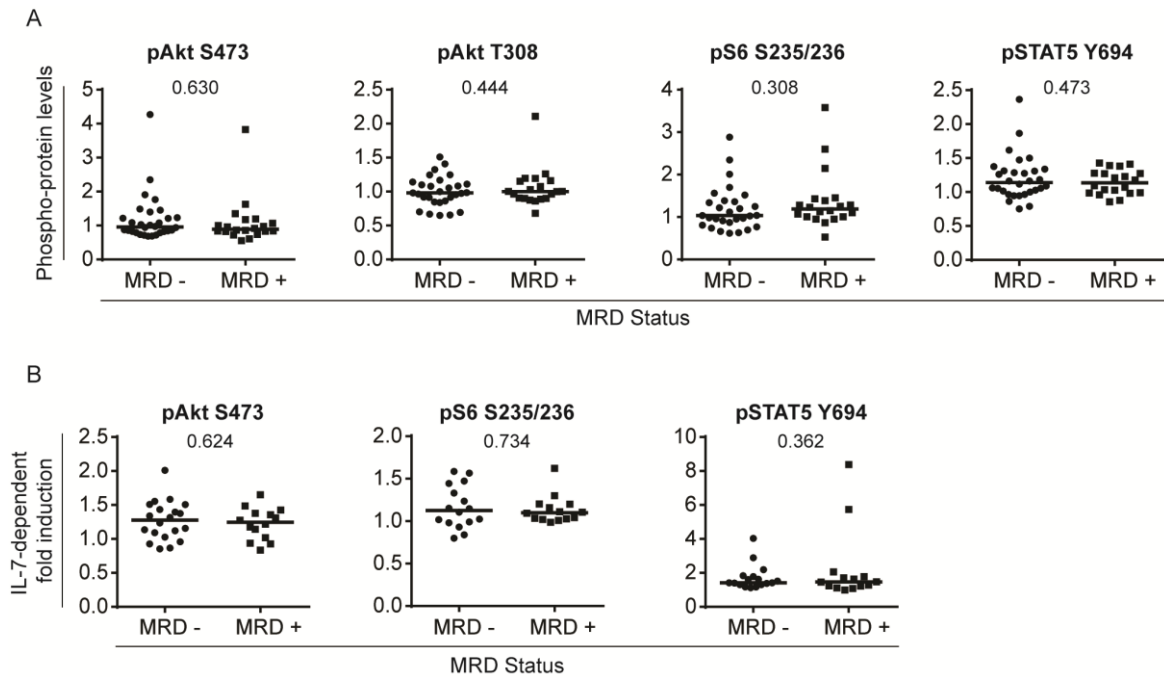 A
pAkt S473
pAkt T308
pS6 S235/236
pSTAT5 Y694
0.630
0.444
0.308
0.473
Phospho-protein levels
5
4
3
2
1
0
2.5
2.0
1.5
1.0
0.5
0.0
4
3
2
1
0
2.5
2.0
1.5
1.0
0.5
0.0
MRD -
MRD +
MRD -
MRD +
MRD -
MRD +
MRD -
MRD +
MRD Status
B
pAkt S473
pS6 S235/236
pSTAT5 Y694
0.624
0.734
0.362
IL-7-dependent
fold induction
2.5
2.0
1.5
1.0
0.5
0.0
2.0
1.5
1.0
0.5
0.0
10
8
6
4
2
0
MRD -
MRD +
MRD -
MRD +
MRD -
MRD +
MRD Status